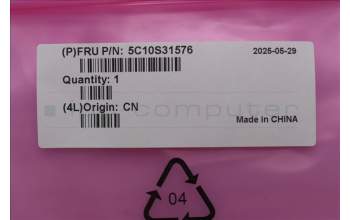 (P)FRU P/N: 5C10S31576
2025-05-29
Quantity: 1
computer
(4L)Origin: CN
Made in CHINA
04